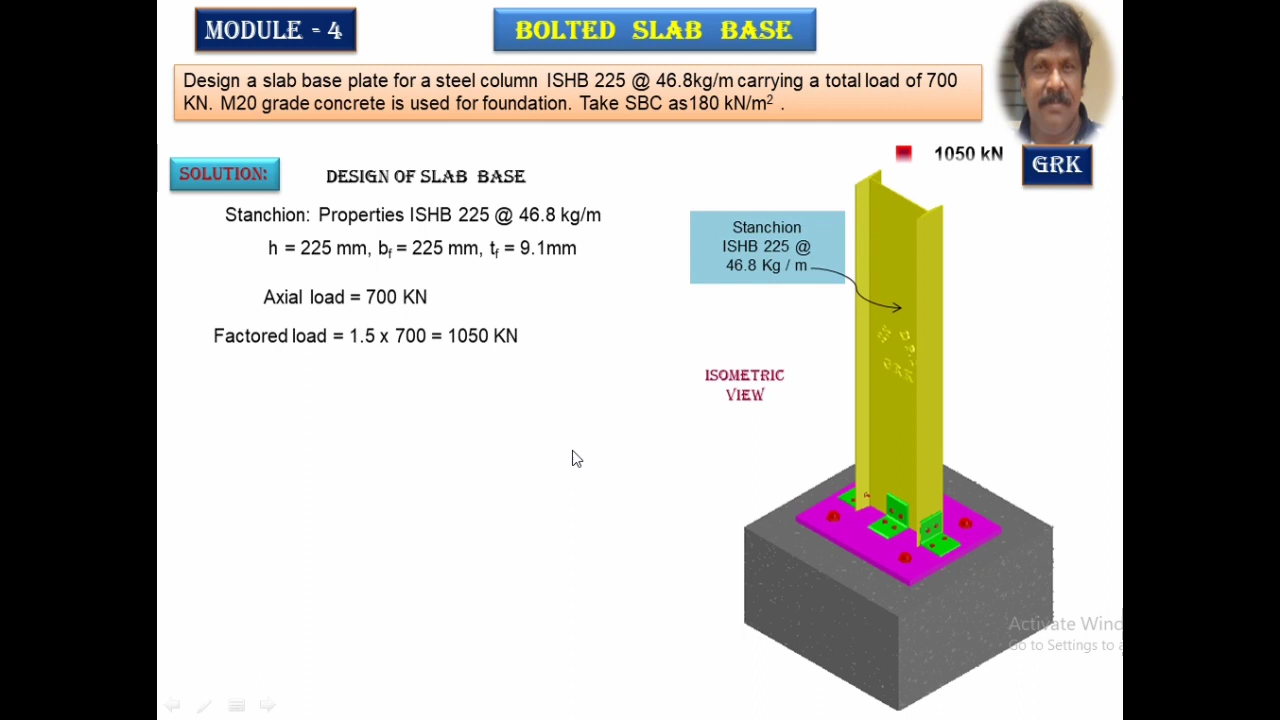 MODULE - 4
BOLTED SLAB BASE
Design a slab base plate for a steel column ISHB 225 @ 46.8kg/m carrying a total load of 700
KN. M20 grade concrete is used for foundation. Take SBC as180 kN/m² .
1050 kN
GRK
SOLUTION:
DESIGN OF SLAB BASE
Stanchion: Properties ISHB 225 @ 46.8 kg/m
h = 225 mm, bf = 225 mm, tf = 9.1mm
Stanchion
ISHB 225 @
46.8 Kg / m
Axial load = 700 KN
Factored load = 1.5 x 700 = 1050 KN
GRK
ISOMETRIC
VIEW
Activate Winc
Go to Settings to a